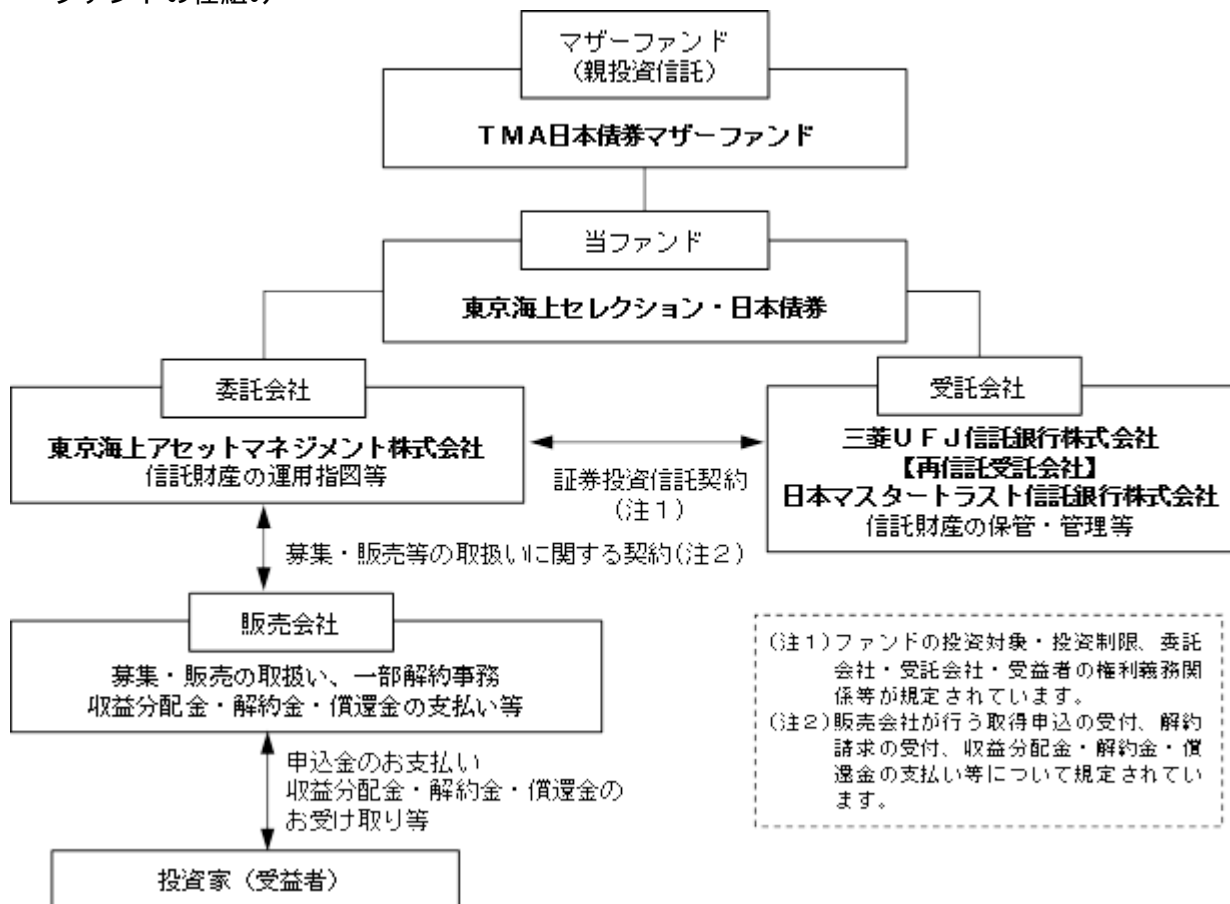 ファンドの仕組み
マザーファンド
(親投資信託)
TMA日本債券マザーファンド
当ファンド
東京海上セレクション・日本債券
委託会社
東京海上アセットマネジメント株式会社
信託財産の運用指図等
証券投資信託契約
(注1)
受託会社
三菱UFJ信託銀行株式会社
【再信託受託会社】
日本マスタートラスト信託銀行株式会社
信託財産の保管・管理等
募集・販売等の取扱いに関する契約(注2)
販売会社
募集・販売の取扱い、一部解約事務
収益分配金・解約金・償還金の支払い等
(注1)ファンドの投資対象・投資制限、委託
会社・受託会社・受益者の権利義務関
係等が規定されています。
(注2)販売会社が行う取得申込の受付、解約
請求の受付、収益分配金・解約金・償
還金の支払い等について規定されてい
ます。
申込金のお支払い
収益分配金・解約金・償還金の
お受け取り等
投資家(受益者)